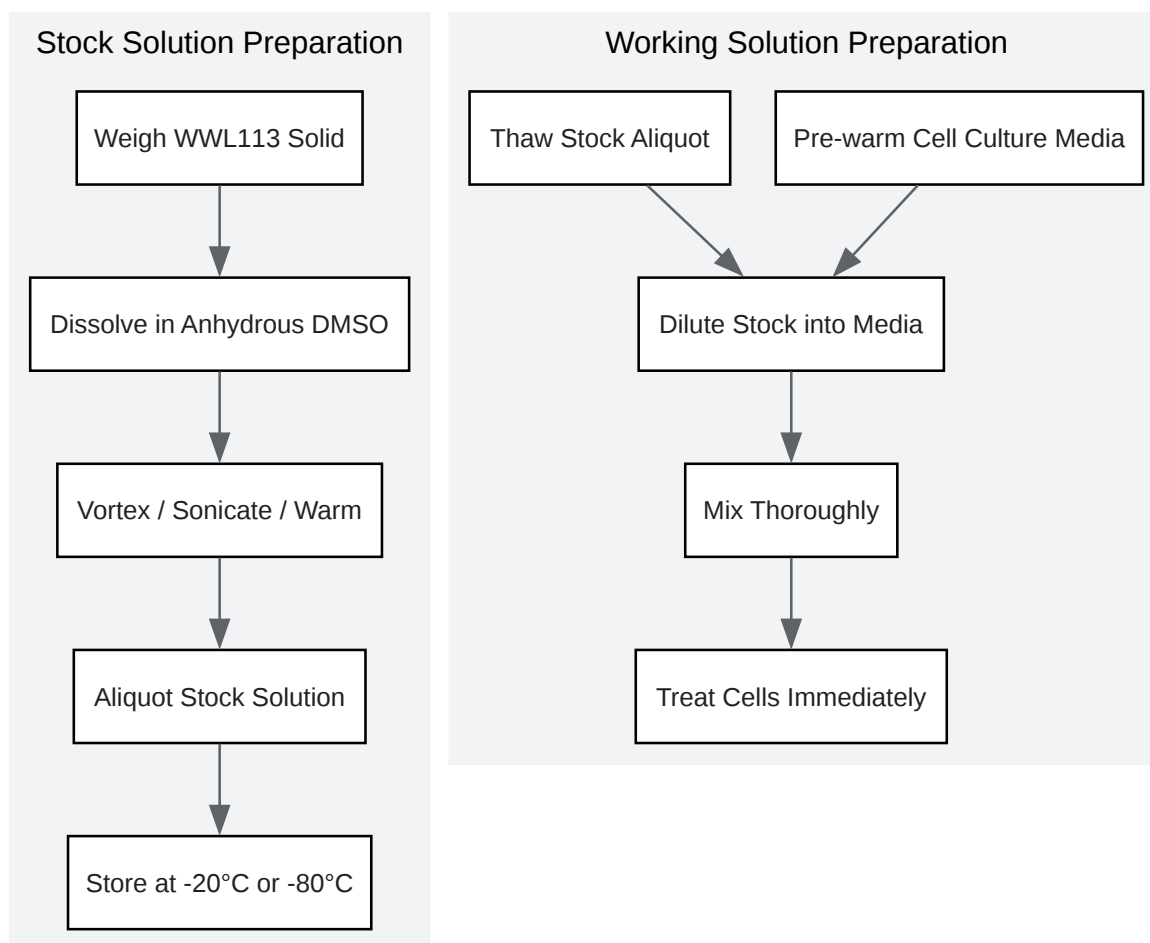 Stock Solution Preparation
Weigh WWL113 Solid
Dissolve in Anhydrous DMSO
Vortex / Sonicate / Warm
Aliquot Stock Solution
Store at -20°C or -80°C
Working Solution Preparation
Thaw Stock Aliquot
Pre-warm Cell Culture Media
Dilute Stock into Media
Mix Thoroughly
Treat Cells Immediately